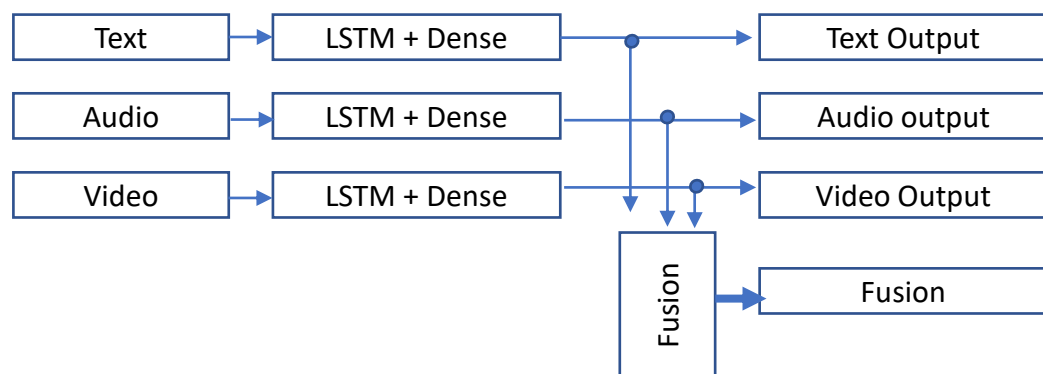 Text
LSTM + Dense
Text Output
Audio
LSTM + Dense
Audio output
Video
LSTM + Dense
Video Output
Fusion
Fusion